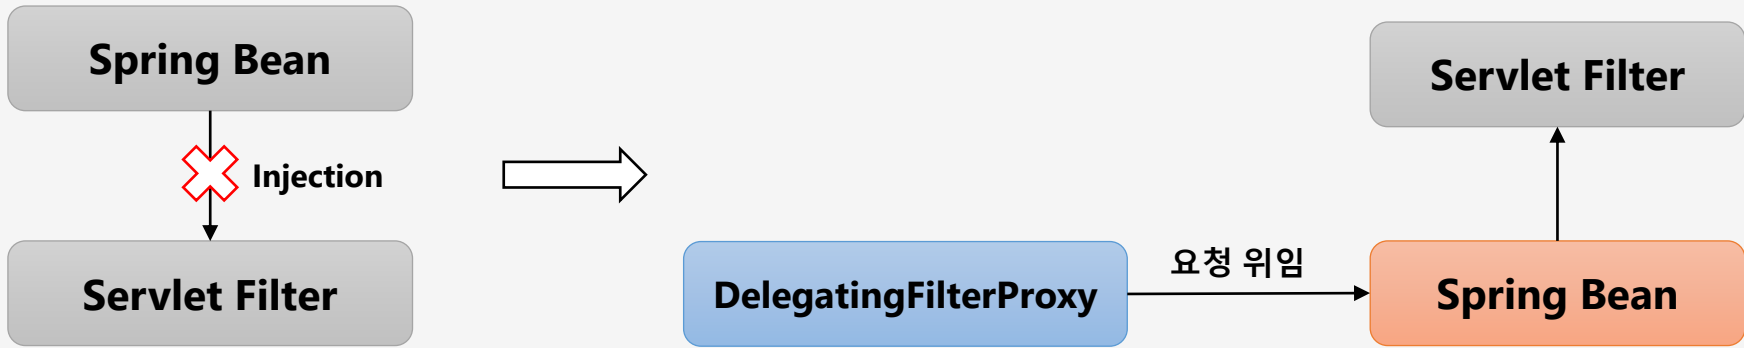 Spring Bean
Injection
Servlet Filter
DelegatingFilterProxy
요청 위임
Servlet Filter
Spring Bean